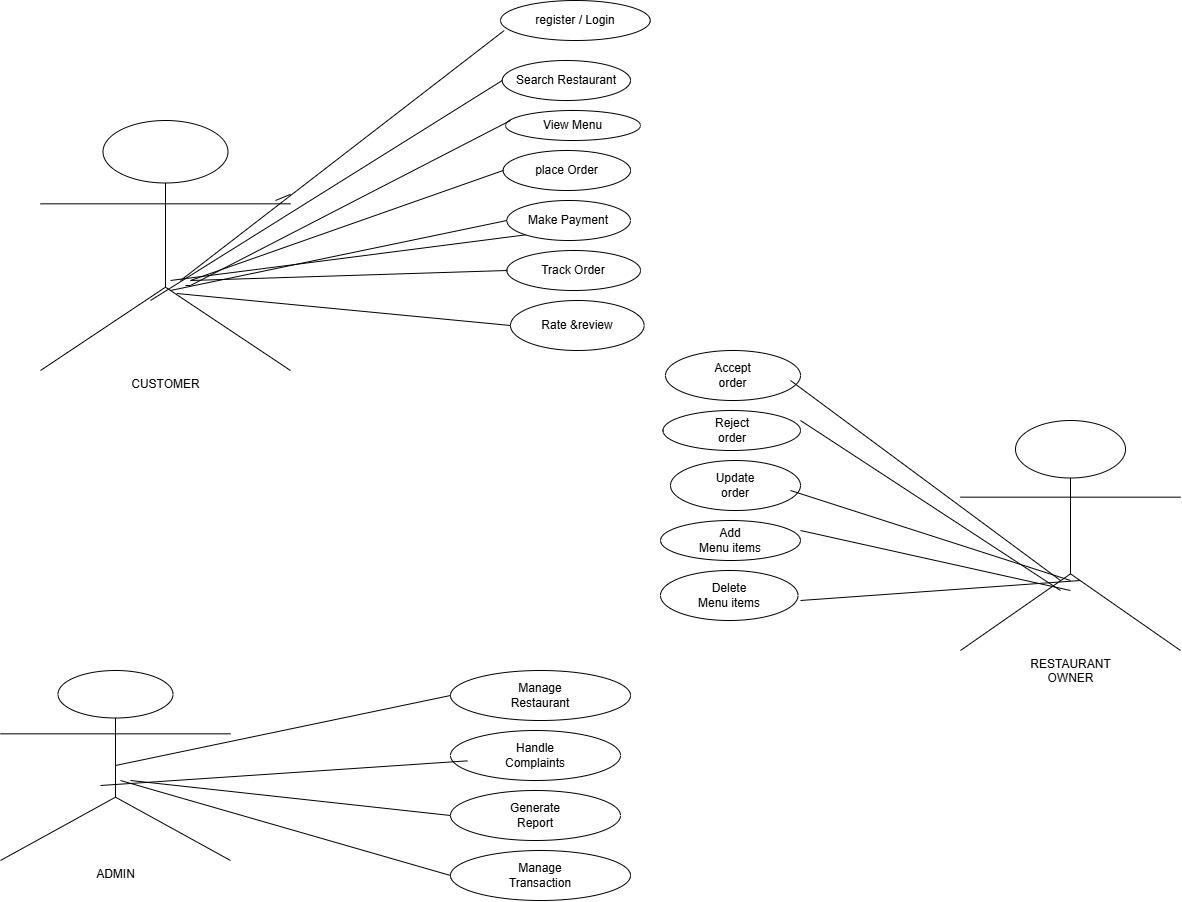 register / Login
Search Restaurant
View Menu
place Order
Make Payment
Track Order
Rate &review
CUSTOMER
Accept
order
Reject
order
Update
order
Add
Menu items
Delete
Menu items
RESTAURANT
OWNER
Manage
Restaurant
Handle
Complaints
Generate
Report
Manage
Transaction
ADMIN